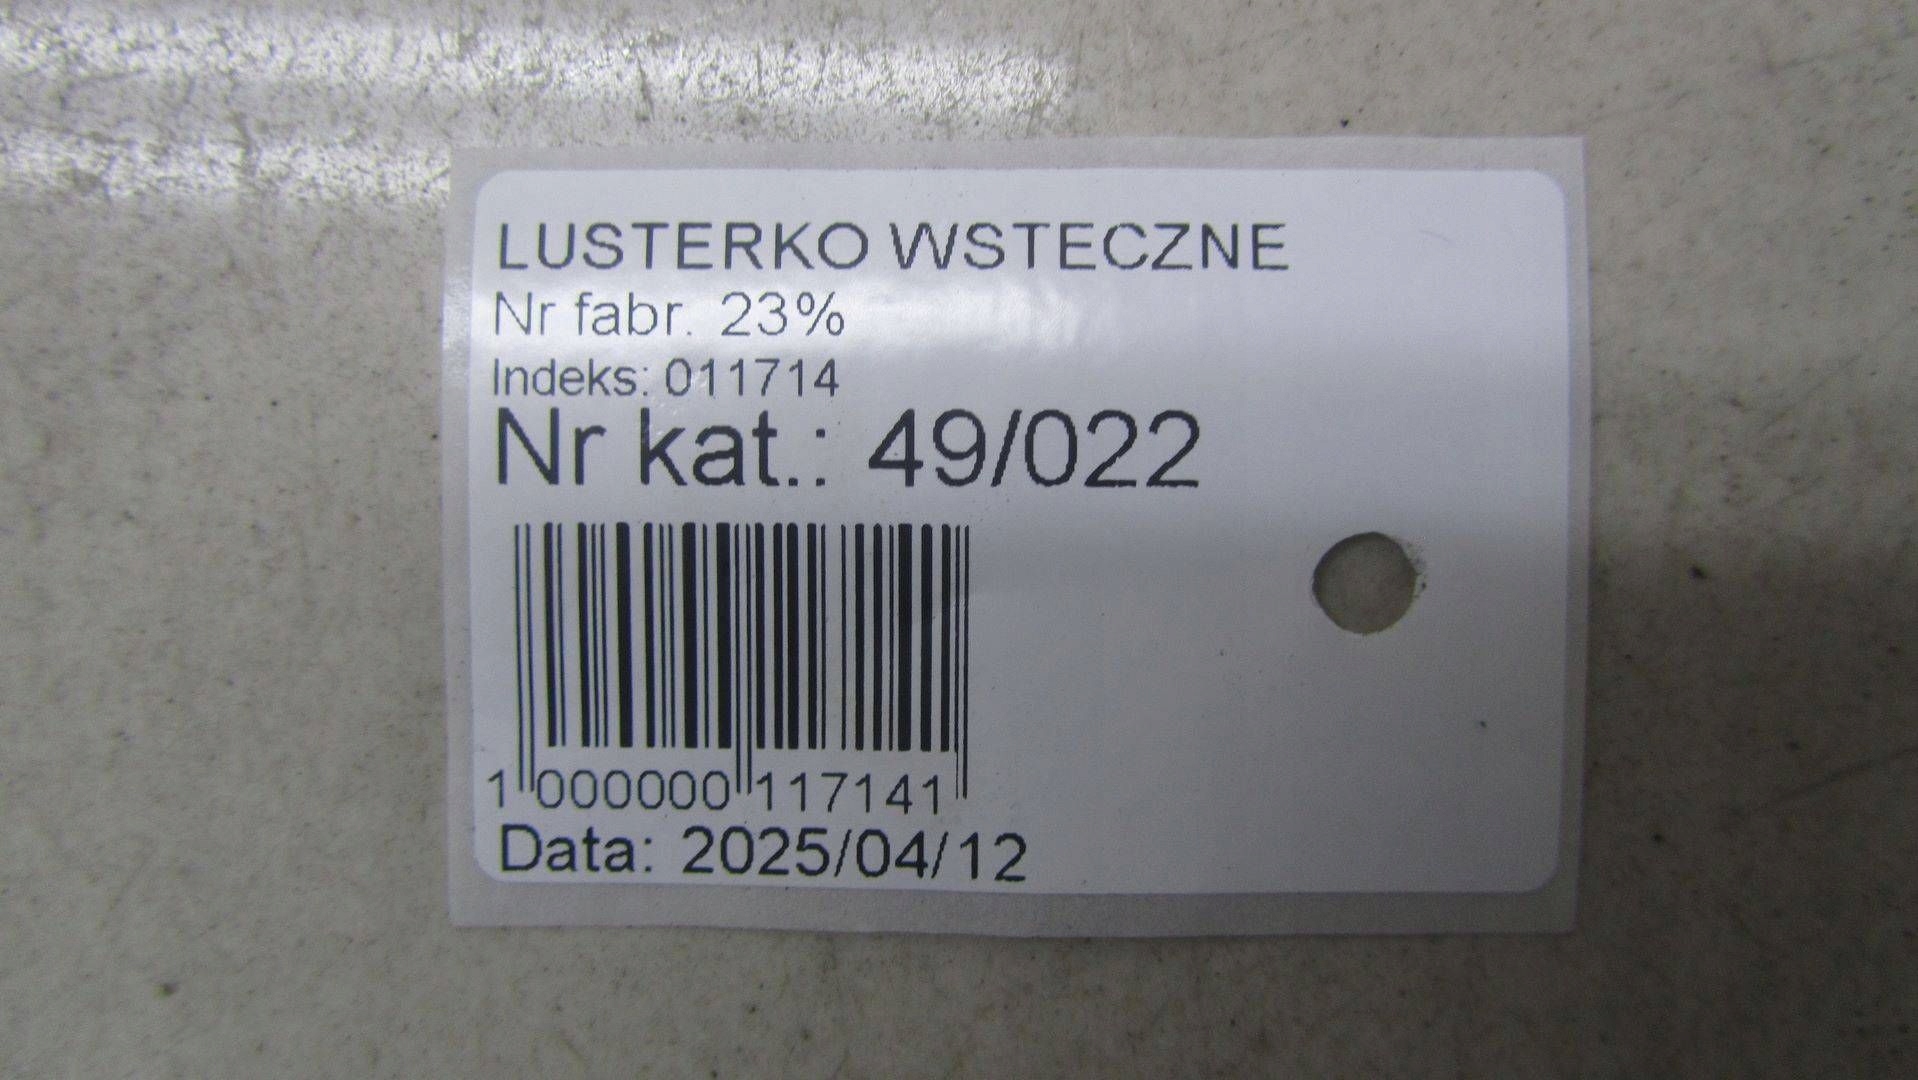 LUSTERKO WSTECZNE
Nr fabr. 23%
Indeks: 011714
Nr kat.: 49/022
1 000000 117141
Data: 2025/04/12